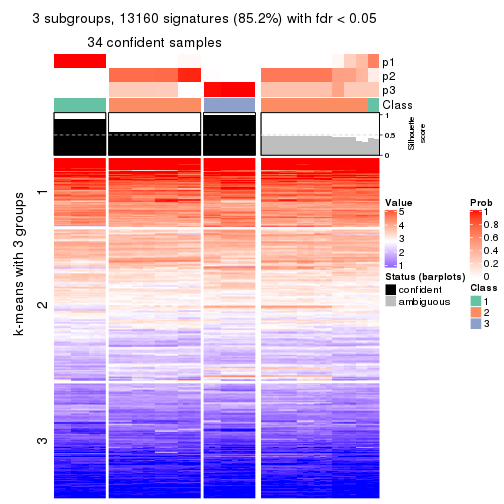 3 subgroups, 13160 signatures (85.2%) with fdr < 0.05
34 confident samples
p1
p2
p3
Class
1
0.5
0
Silhouette
score
k-means with 3 groups
1
2
3
Value
5
4
3
2
1
Status (barplots)
confident
ambiguous
Prob
1
0.8
0.6
0.4
0.2
0
Class
1
2
3